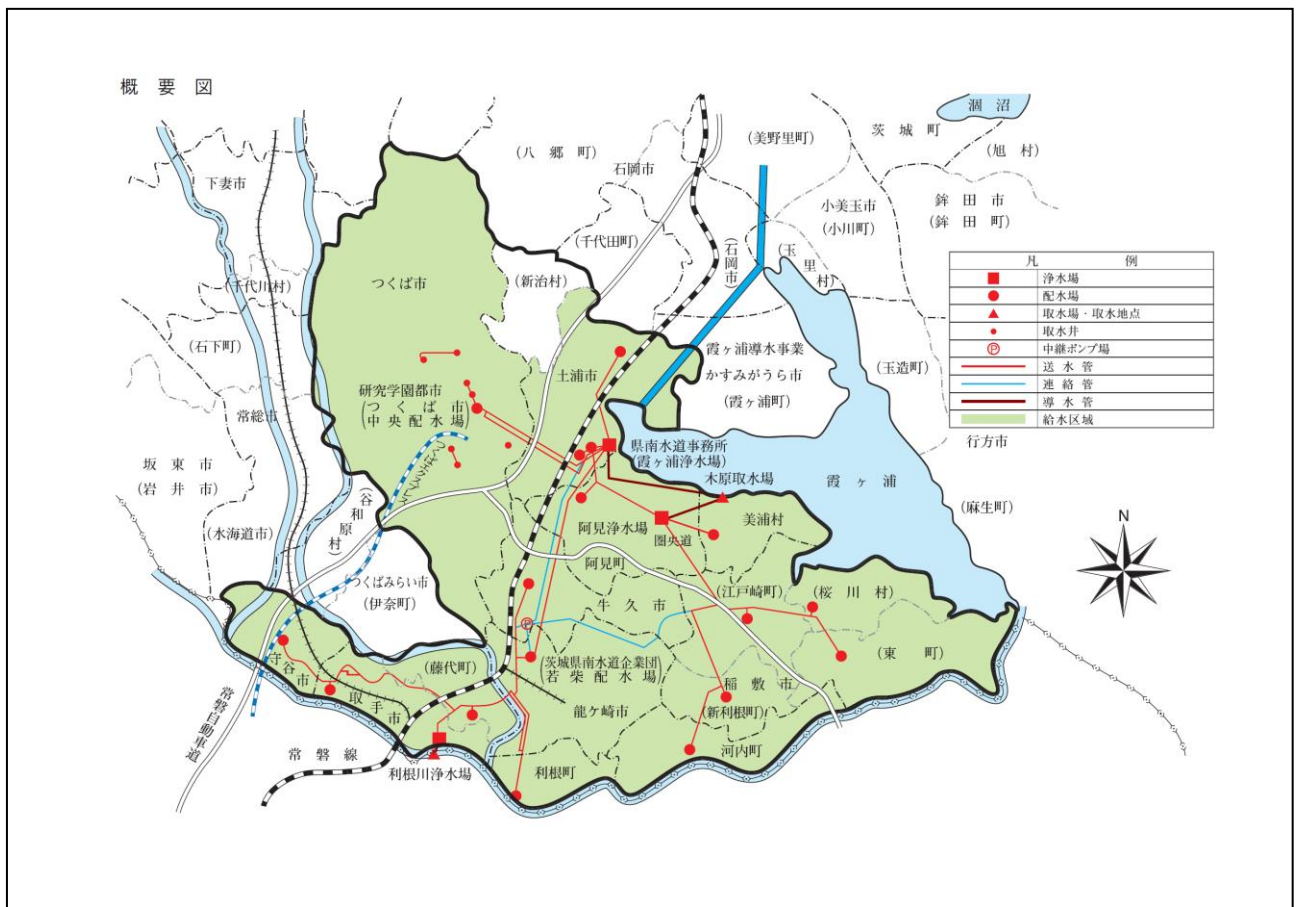 概要図
涸沼
茨城町
(旭村)
(美野里町)
(八郷町)
石岡市
下妻市
小美玉市
(小川町)
鉾田市
(鉾田町)
(千代田町)
(石岡市)
(玉里村)
凡例
浄水場
配水場
取水場・取水地点
取水井
P
中継ポンプ場
送水管
連絡管
導水管
給水区域
つくば市
(新治村)
(千代川村)
(石下町)
霞ヶ浦導水事業
かすみがうら市
(霞ヶ浦町)
(玉造町)
土浦市
研究学園都市
(つくば市
中央配水場)
常総市
行方市
県南水道事務所
(霞ヶ浦浄水場)
つくばエクスプレス
坂東市
(岩井市)
木原取水場
霞ヶ浦
(麻生町)
(谷和原村)
(水海道市)
阿見浄水場
圏央道
美浦村
N
阿見町
つくばみらい市
(伊奈町)
牛久市
(江戸崎町)
(桜川村)
P
(東町)
守谷市
(藤代町)
(茨城県南水道企業団
若柴配水場)
稲敷市
(新利根町)
取手市
龍ケ崎市
常磐自動車道
常磐線
河内町
利根川浄水場
利根町